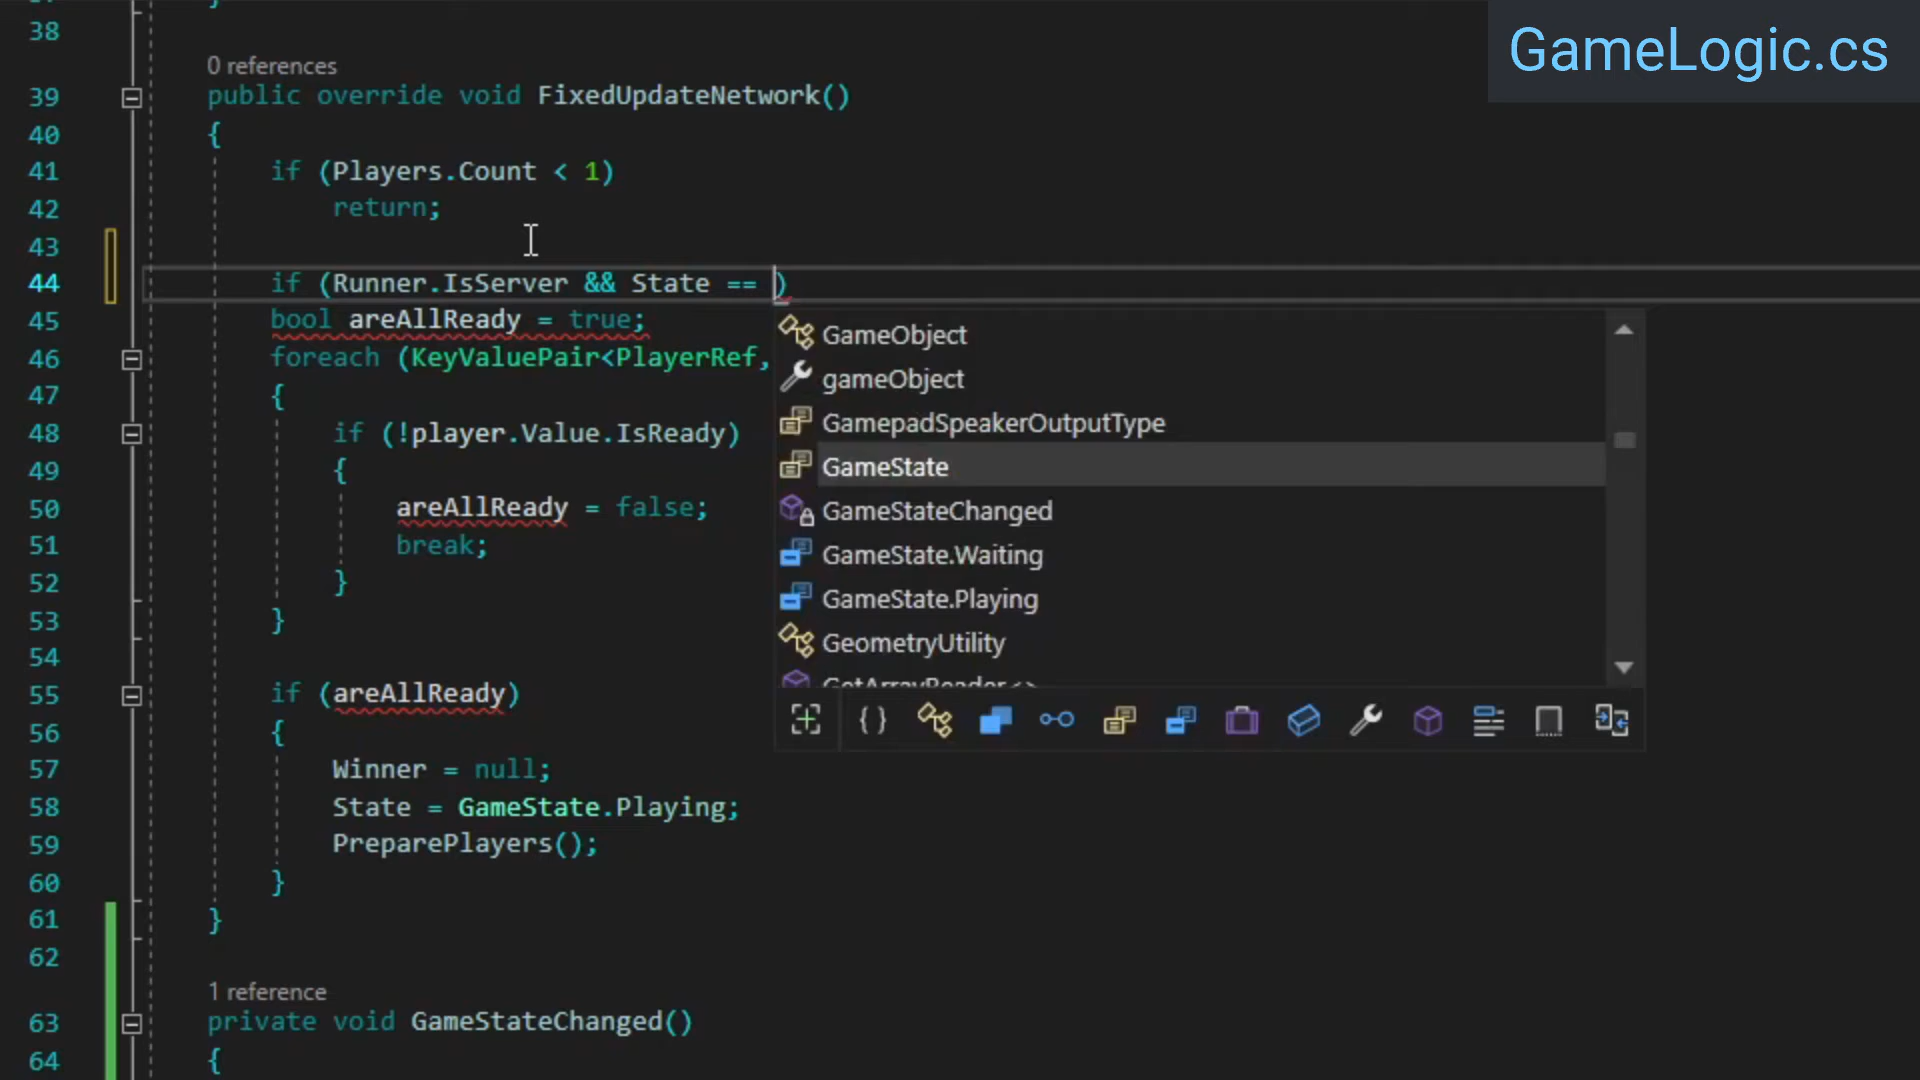 GameLogic.cs
38
0 references
39 public override void FixedUpdateNetwork()
40 {
41 if (Players.Count < 1)
42 return;
43
44 if (Runner.IsServer && State == )
45 bool areAllReady = true;
46 foreach (KeyValuePair<PlayerRef,
47 {
48 if (!player.Value.IsReady)
49 {
50 areAllReady = false;
51 break;
52 }
53 }
54
55 if (areAllReady)
56 {
57 Winner = null;
58 State = GameState.Playing;
59 PreparePlayers();
60 }
61 }
62
1 reference
63 private void GameStateChanged()
64 {
GameObject
gameObject
GamepadSpeakerOutputType
GameState
GameStateChanged
GameState.Waiting
GameState.Playing
GeometryUtility